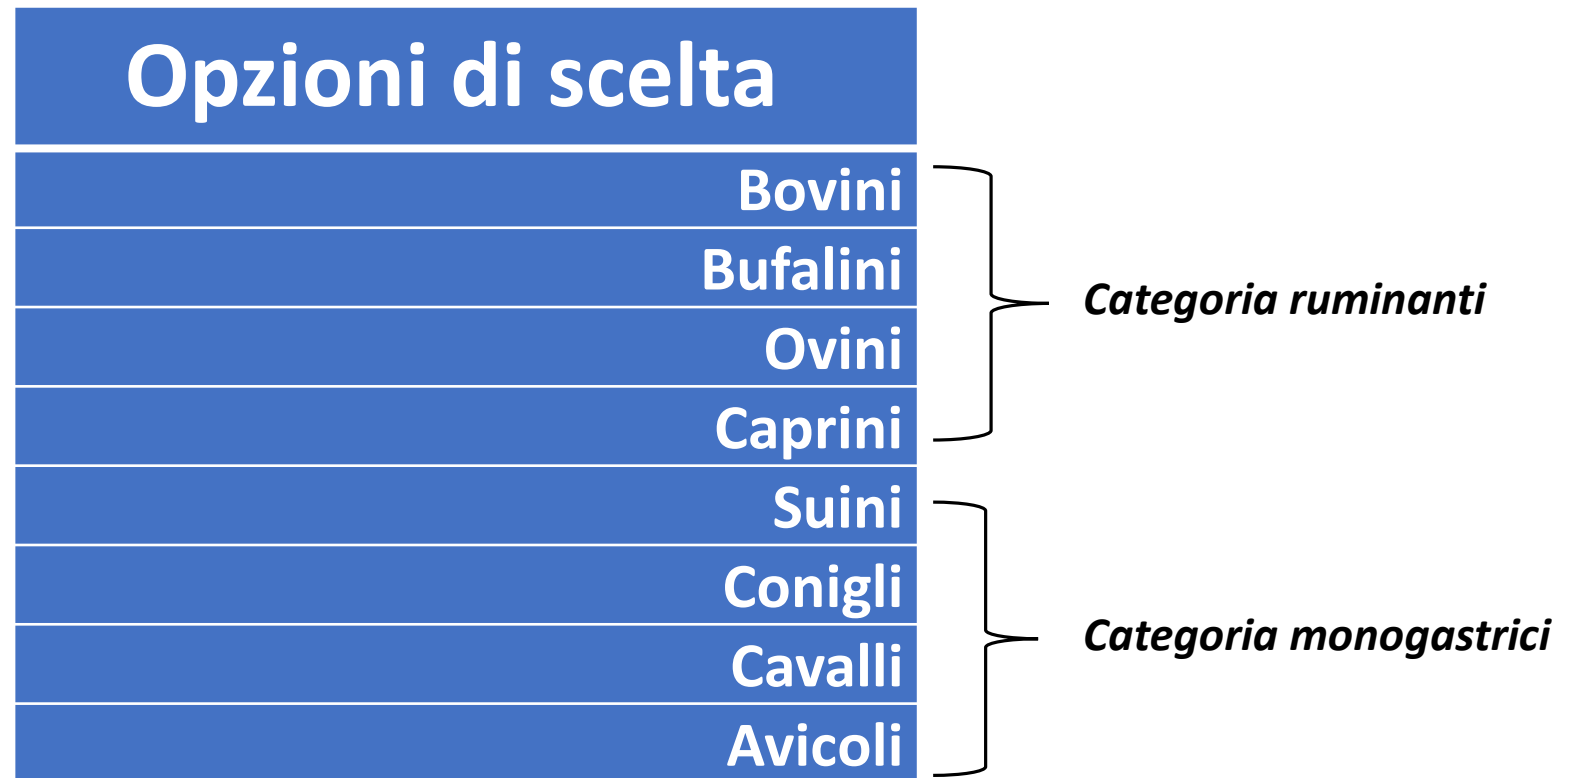 Opzioni di scelta
Bovini
Bufalini
Ovini
Caprini
Categoria ruminanti
Suini
Conigli
Cavalli
Avicoli
Categoria monogastrici